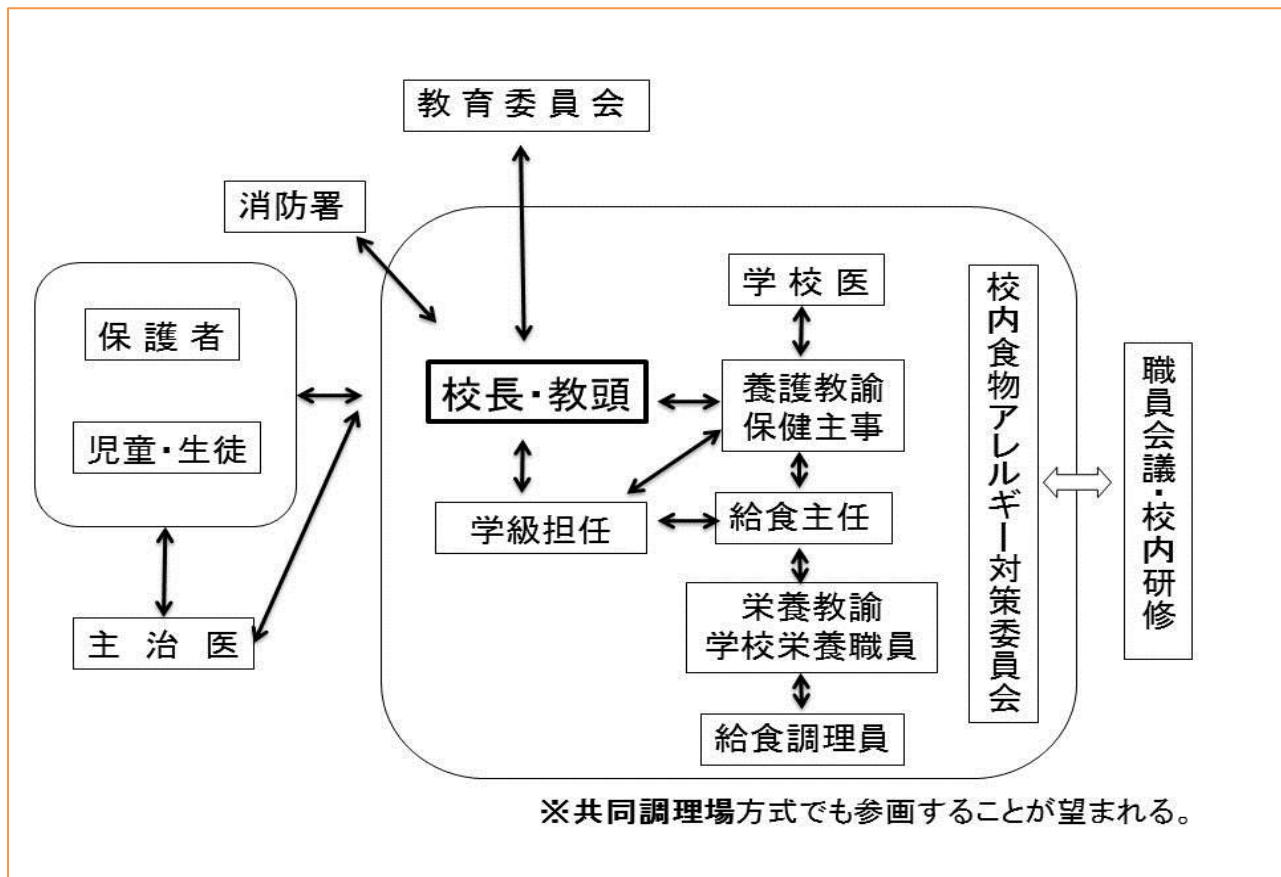 教育委員会
消防署
保護者
児童・生徒
主治医
校長・教頭
学級担任
学校医
養護教諭
保健主事
給食主任
栄養教諭
学校栄養職員
給食調理員
校内食物アレルギー対策委員会
職員会議・校内研修
※共同調理場方式でも参画することが望まれる。